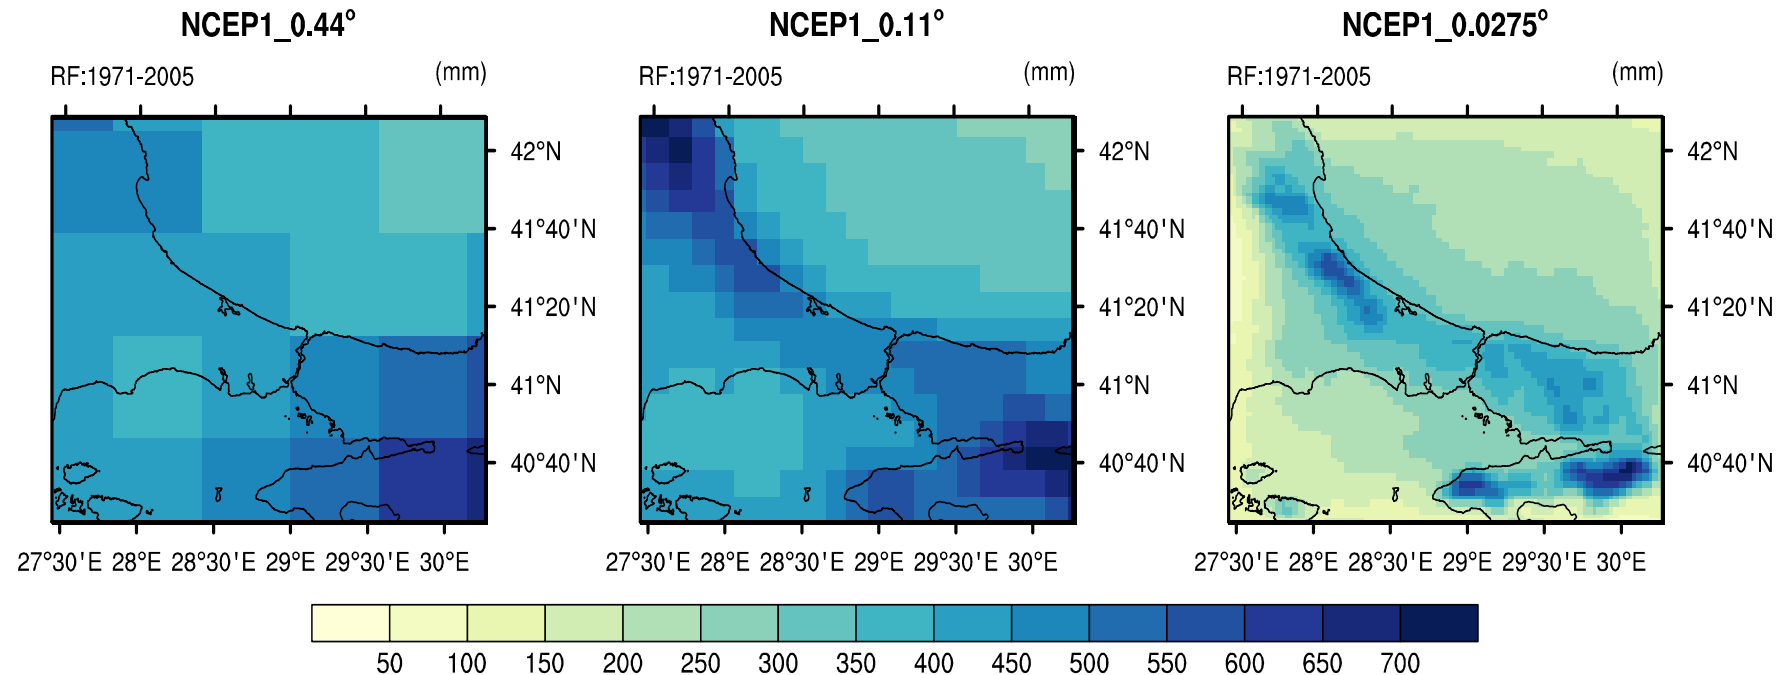 NCEP1_0.44° NCEP1_0.11° NCEP1_0.0275°
RF:1971-2005 (mm) RF:1971-2005 (mm) RF:1971-2005 (mm)
42°N 42°N 42°N
41°40'N 41°40'N 41°40'N
41°20'N 41°20'N 41°20'N
41°N 41°N 41°N
40°40'N 40°40'N 40°40'N
27°30'E 28°E 28°30'E 29°E 29°30'E 30°E 27°30'E 28°E 28°30'E 29°E 29°30'E 30°E 27°30'E 28°E 28°30'E 29°E 29°30'E 30°E
50 100 150 200 250 300 350 400 450 500 550 600 650 700